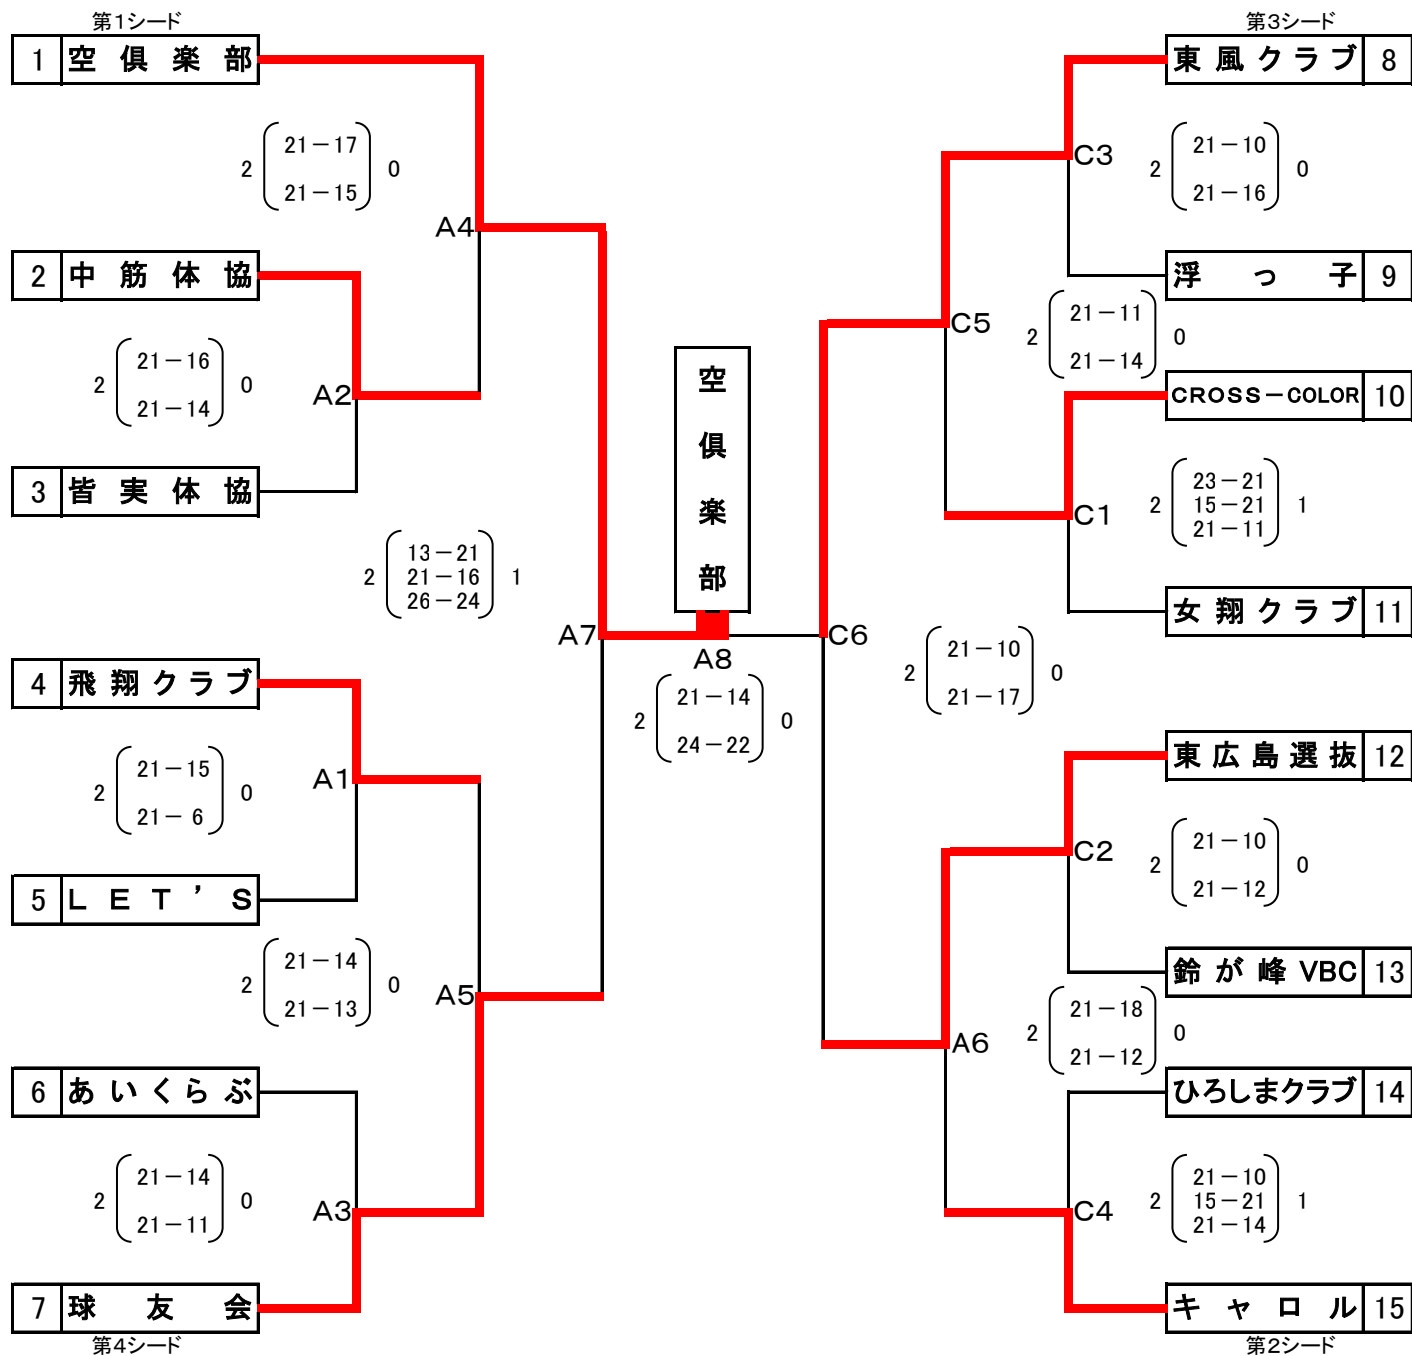 第1シード
1 空倶楽部
2 ( 21-17 21-15 ) 0
A4
2 中筋体協
2 ( 21-16 21-14 ) 0
A2
3 皆実体協
2 ( 13-21 21-16 26-24 ) 1
A7
4 飛翔クラブ
2 ( 21-15 21-6 ) 0
A1
5 LET'S
2 ( 21-14 21-13 ) 0
A5
6 あいくらぶ
2 ( 21-14 21-11 ) 0
A3
7 球友会
第4シード
空倶楽部
A8
2 ( 21-14 24-22 ) 0
第3シード
東風クラブ 8
C3
2 ( 21-10 21-16 ) 0
浮っ子 9
C5
2 ( 21-11 21-14 ) 0
CROSS-COLOR 10
C1
2 ( 23-21 15-21 21-11 ) 1
女翔クラブ 11
C6
2 ( 21-10 21-17 ) 0
東広島選抜 12
C2
2 ( 21-10 21-12 ) 0
鈴が峰VBC 13
A6
2 ( 21-18 21-12 ) 0
ひろしまクラブ 14
C4
2 ( 21-10 15-21 21-14 ) 1
キャロル 15
第2シード